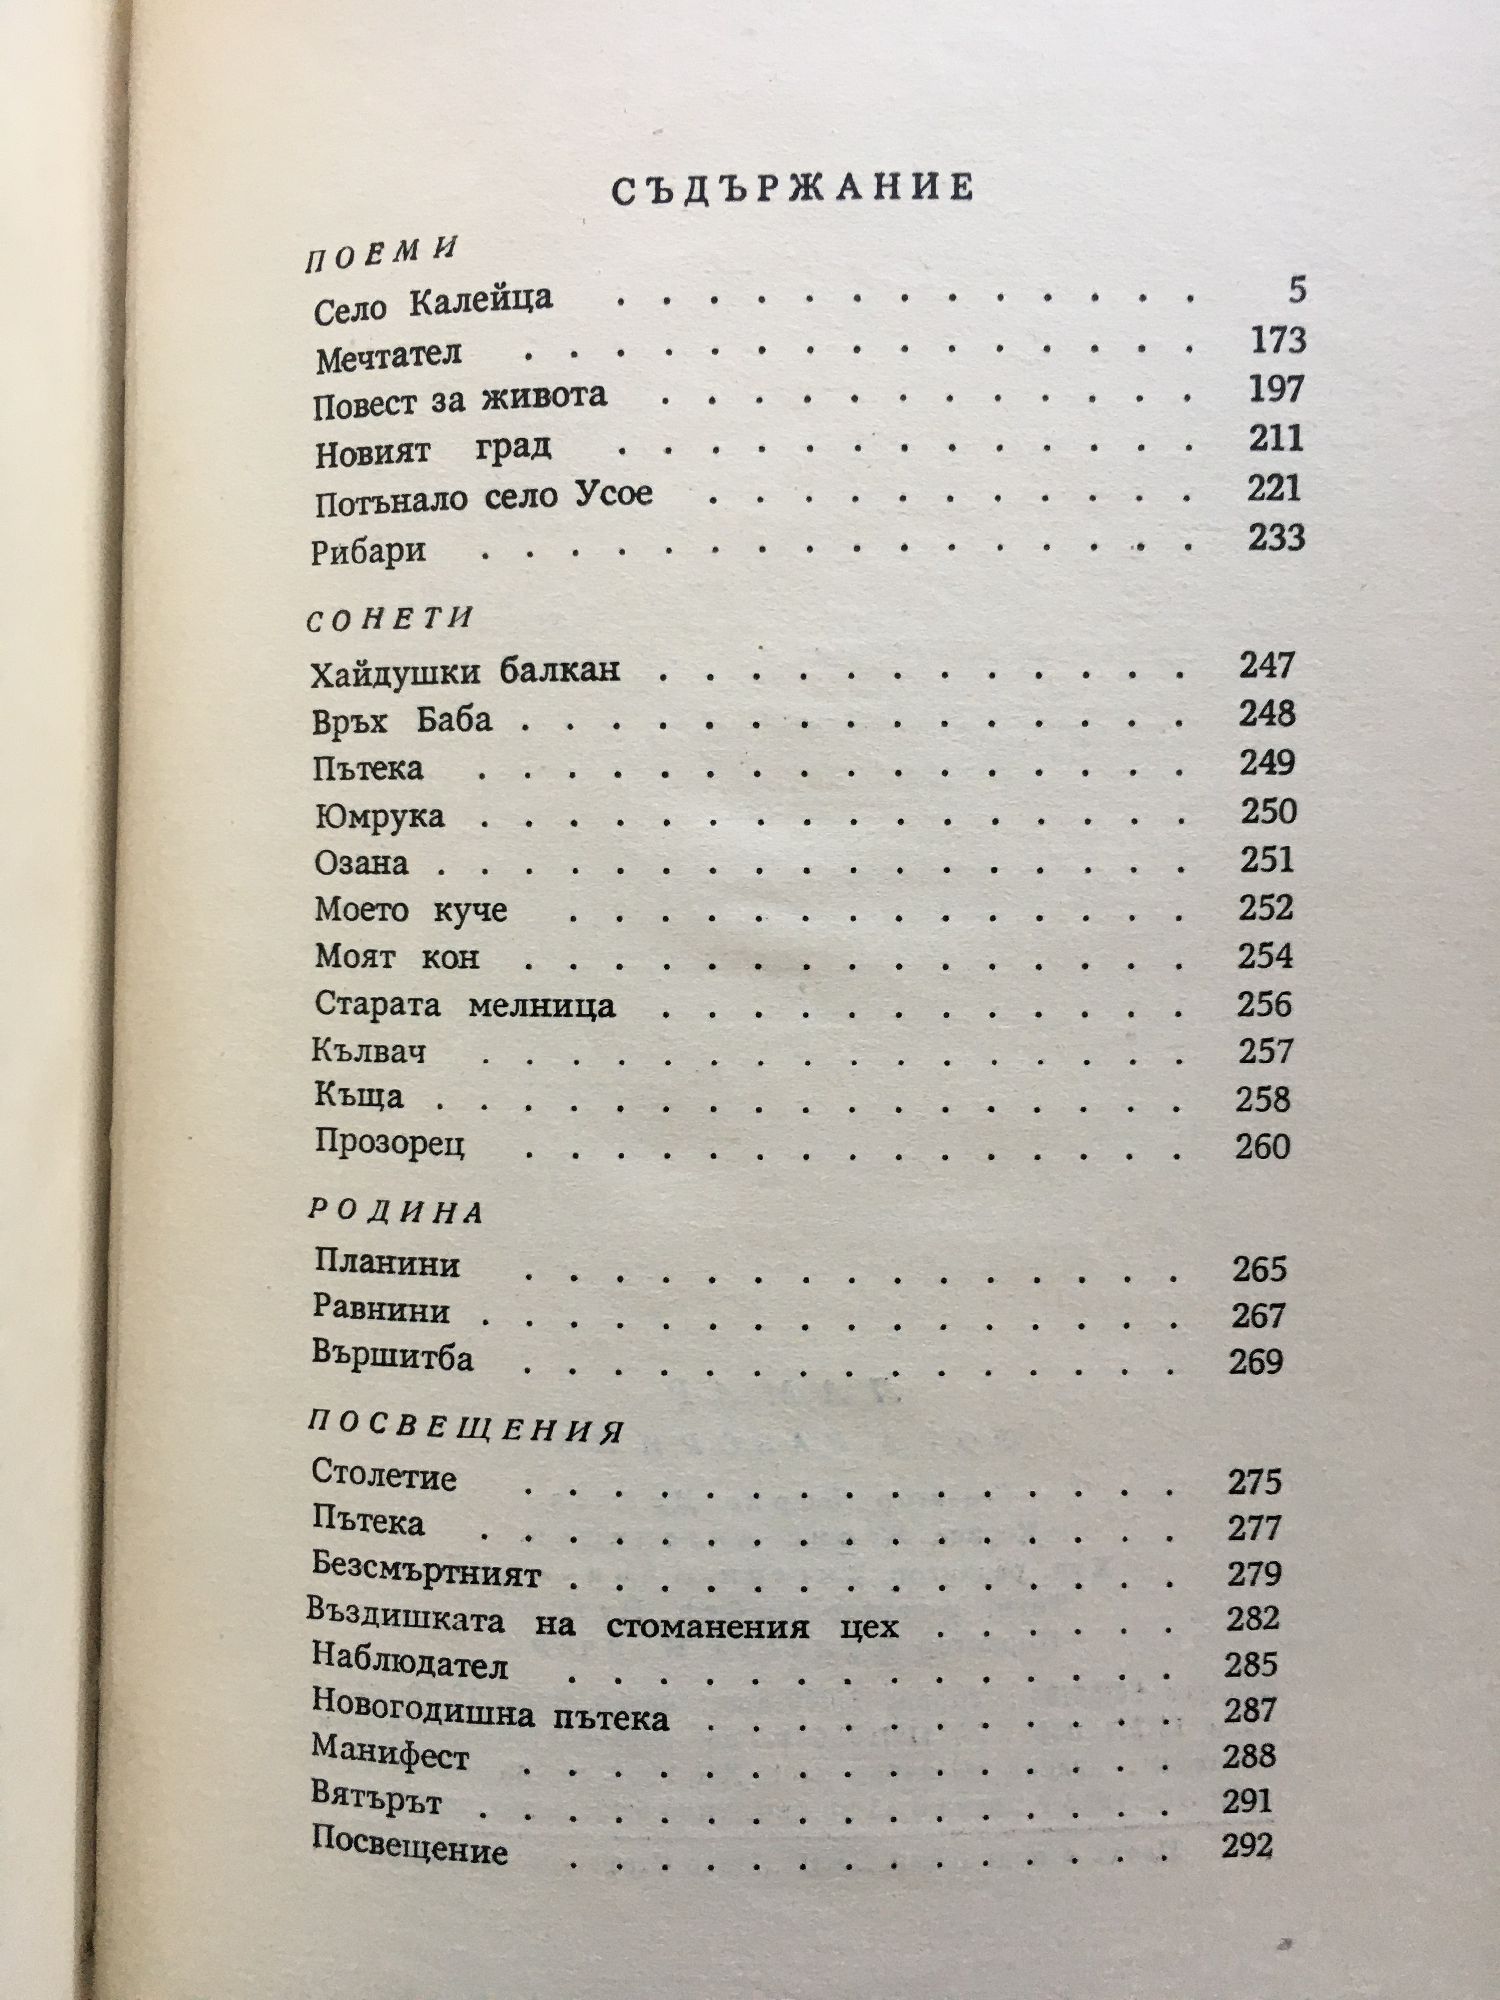 СЪДЪРЖАНИЕ
ПОЕМИ
Село Калейца . . . . . . . . . . . . . 5
Мечтател . . . . . . . . . . . . . . . 173
Повест за живота . . . . . . . . . . . . 197
Новият град . . . . . . . . . . . . . 211
Потънало село Усое . . . . . . . . . . . 221
Рибари . . . . . . . . . . . . . . . . 233
СОНЕТИ
Хайдушки балкан . . . . . . . . . . . . 247
Връх Баба . . . . . . . . . . . . . . . 248
Пътека . . . . . . . . . . . . . . . . 249
Юмрука . . . . . . . . . . . . . . . . 250
Озана . . . . . . . . . . . . . . . . . 251
Моето куче . . . . . . . . . . . . . . 252
Моят кон . . . . . . . . . . . . . . . 254
Старата мелница . . . . . . . . . . . . 256
Кълвач . . . . . . . . . . . . . . . . 257
Къща . . . . . . . . . . . . . . . . . 258
Прозорец . . . . . . . . . . . . . . . 260
РОДИНА
Планини . . . . . . . . . . . . . . . 265
Равнини . . . . . . . . . . . . . . . . 267
Вършитба . . . . . . . . . . . . . . . 269
ПОСВЕЩЕНИЯ
Столетие . . . . . . . . . . . . . . . 275
Пътека . . . . . . . . . . . . . . . . 277
Безсмъртният . . . . . . . . . . . . . . 279
Въздишката на стоманения цех . . . . . . 282
Наблюдател . . . . . . . . . . . . . . 285
Новогодишна пътека . . . . . . . . . . . 287
Манифест . . . . . . . . . . . . . . . 288
Вятърът . . . . . . . . . . . . . . . . 291
Посвещение . . . . . . . . . . . . . . 292